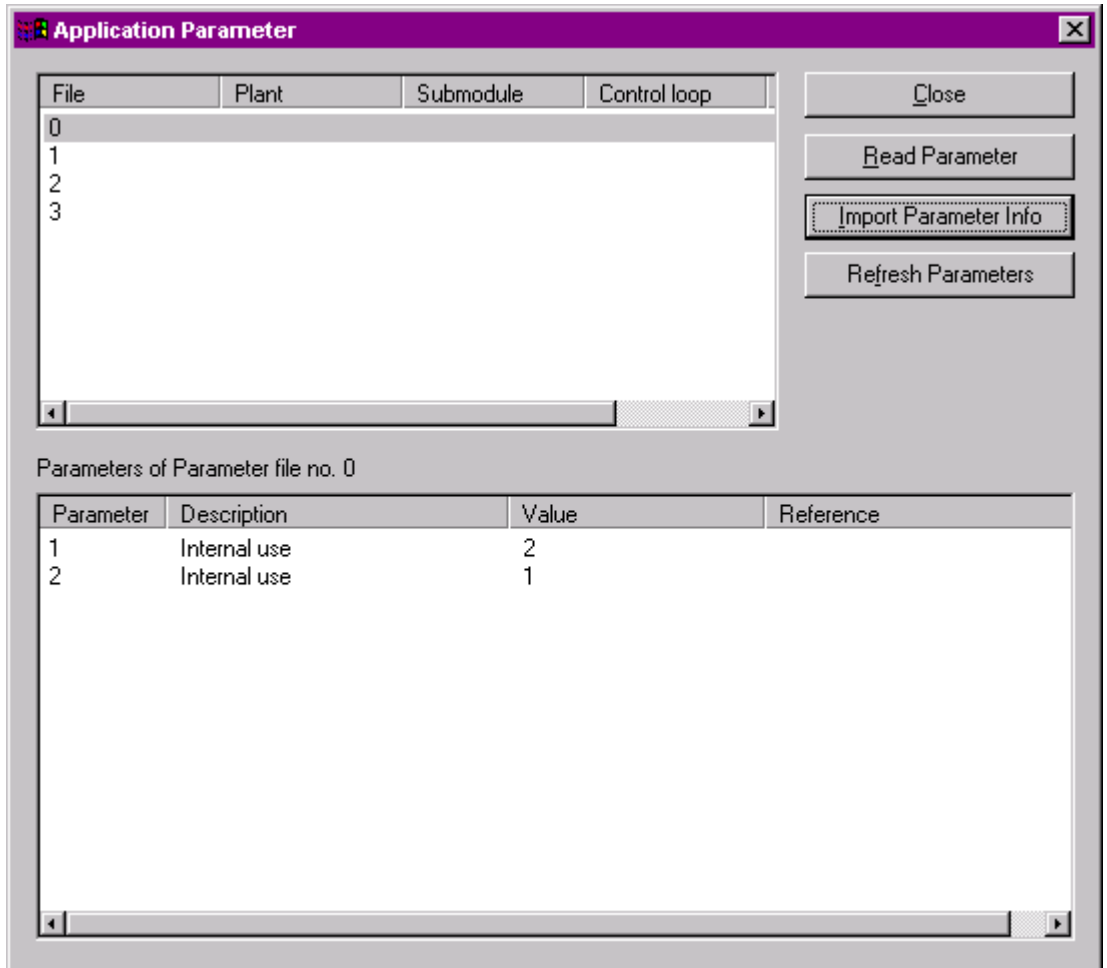 Application Parameter
File Plant Submodule Control loop
0
1
2
3
Close
Read Parameter
Import Parameter Info
Refresh Parameters
Parameters of Parameter file no. 0
Parameter Description Value Reference
1 Internal use 2
2 Internal use 1